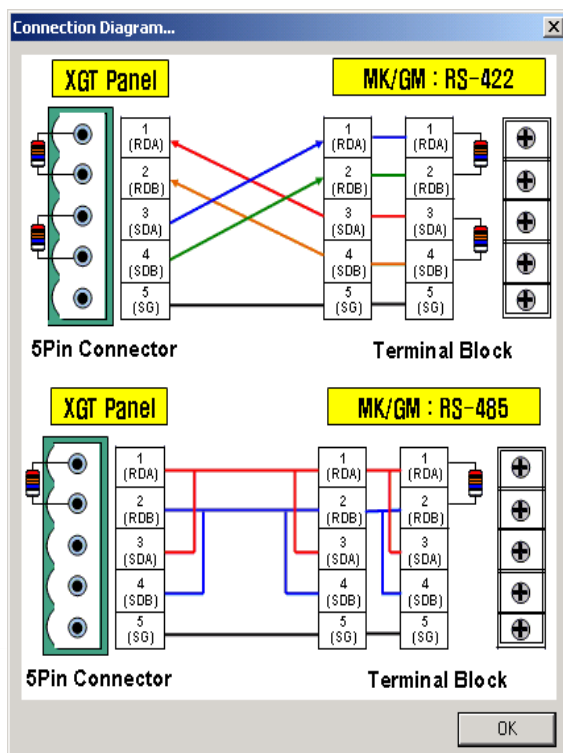 Connection Diagram...
XGT Panel
MK/GM : RS-422
1
(RDA)
2
(RDB)
3
(SDA)
4
(SDB)
5
(SG)
1
(RDA)
2
(RDB)
3
(SDA)
4
(SDB)
5
(SG)
1
(RDA)
2
(RDB)
3
(SDA)
4
(SDB)
5
(SG)
5Pin Connector
Terminal Block
XGT Panel
MK/GM : RS-485
1
(RDA)
2
(RDB)
3
(SDA)
4
(SDB)
5
(SG)
1
(RDA)
2
(RDB)
3
(SDA)
4
(SDB)
5
(SG)
1
(RDA)
2
(RDB)
3
(SDA)
4
(SDB)
5
(SG)
5Pin Connector
Terminal Block
OK